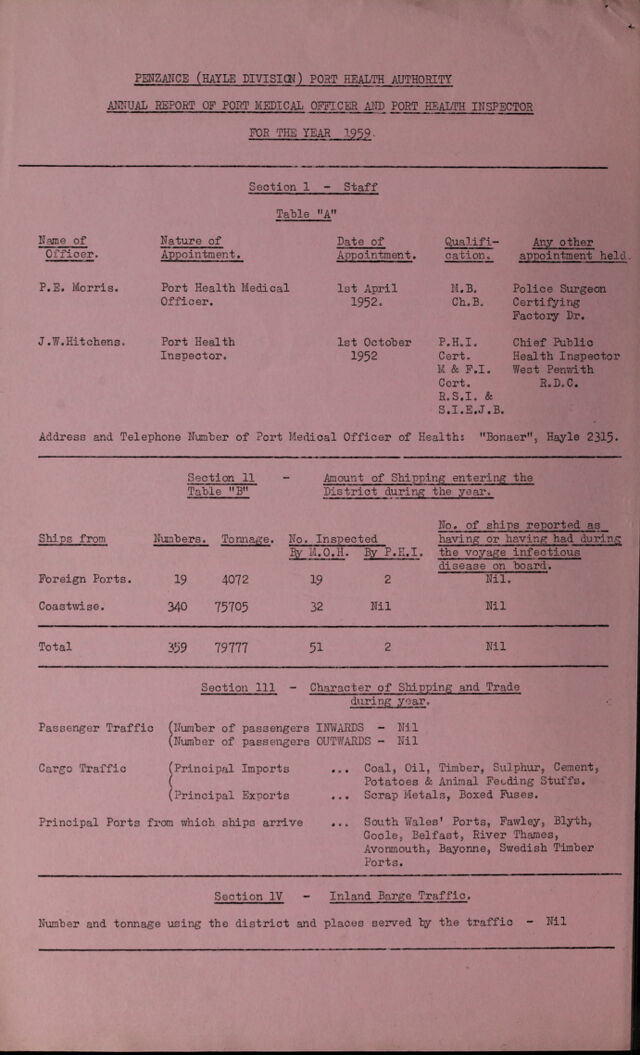 PENZANCE (HAYLE DIVISION) PORT HEALTH AUTHORITY
ANNUAL REPORT OF PORT MEDICAL OFFICER AND PORT HEALTH INSPECTOR
FOR THE YEAR 1959.
Section 1 - Staff
Table "A"
Name of Nature of Date of Qualifi- Any other
Officer. Appointment. Appointment. cation. appointment held.
P.E. Morris. Port Health Medical 1st April M.B. Police Surgeon
Officer. 1952. Ch.B. Certifying
Factory Dr.
J.W.Hitchens. Port Health 1st October P.H.I. Chief Public
Inspector. 1952 Cert. Health Inspector
M & F.I. West Penwith
Cert. R.D.C.
R.S.I. &
S.I.E.J.B.
Address and Telephone Number of Port Medical Officer of Health: "Bonaer", Hayle 2315.
Section 11 - Amount of Shipping entering the
Table "B" District during the year.
No. of ships reported as
Ships from Numbers. Tonnage. No. Inspected having or having had during
By M.O.H. By P.H.I. the voyage infectious
disease on board.
Foreign Ports. 19 4072 19 2 Nil.
Coastwise. 340 75705 32 Nil Nil
Total 359 79777 51 2 Nil
Section 111 - Character of Shipping and Trade
during year.
Passenger Traffic (Number of passengers INWARDS - Nil
(Number of passengers OUTWARDS - Nil
Cargo Traffic (Principal Imports ... Coal, Oil, Timber, Sulphur, Cement,
( Potatoes & Animal Feeding Stuffs.
(Principal Exports ... Scrap Metals, Boxed Fuses.
Principal Ports from which ships arrive ... South Wales' Ports, Fawley, Blyth,
Goole, Belfast, River Thames,
Avonmouth, Bayonne, Swedish Timber
Ports.
Section 1V - Inland Barge Traffic.
Number and tonnage using the district and places served by the traffic - Nil